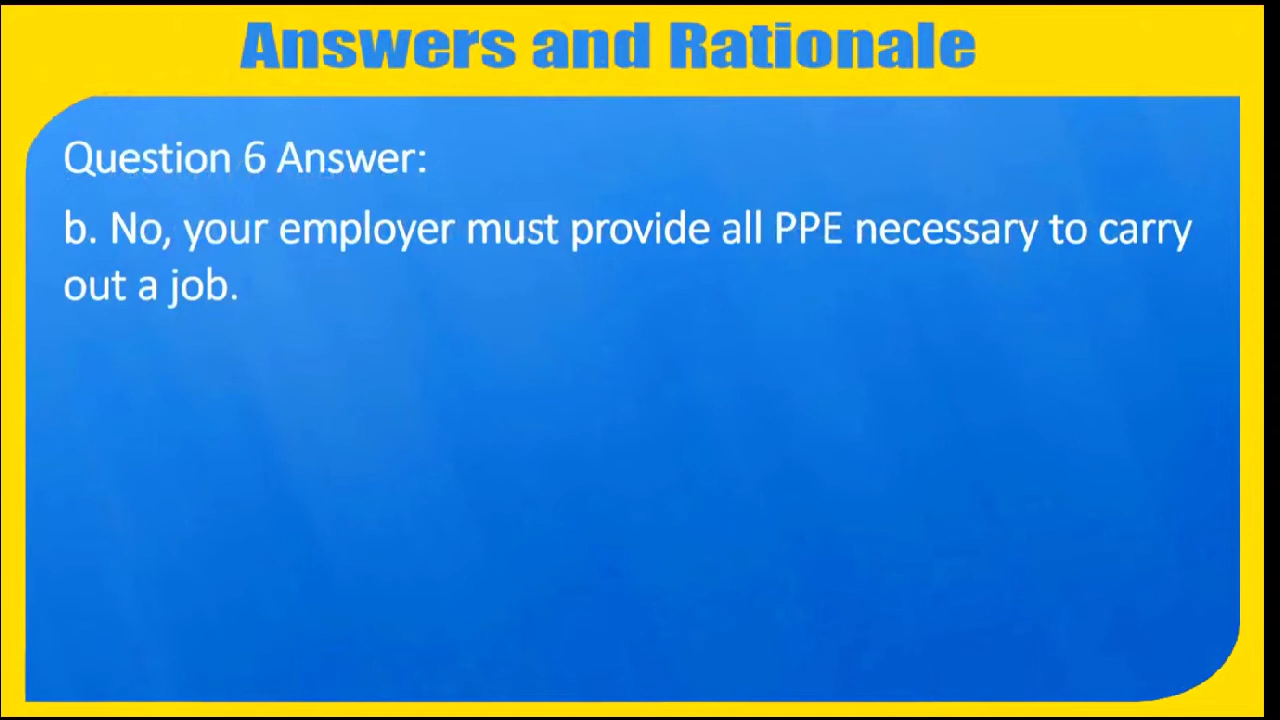 Answers and Rationale
Question 6 Answer:
b. No, your employer must provide all PPE necessary to carry
out a job.